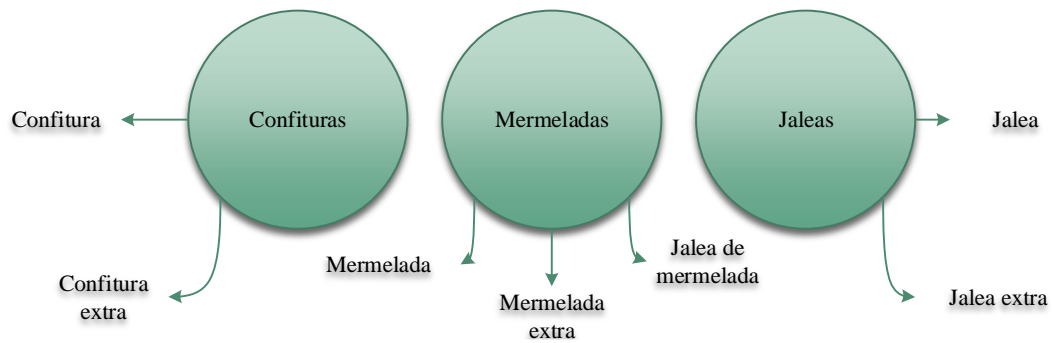 Confitura
Confituras
Mermeladas
Jaleas
Jalea
Confitura
extra
Mermelada
Mermelada
extra
Jalea de
mermelada
Jalea extra